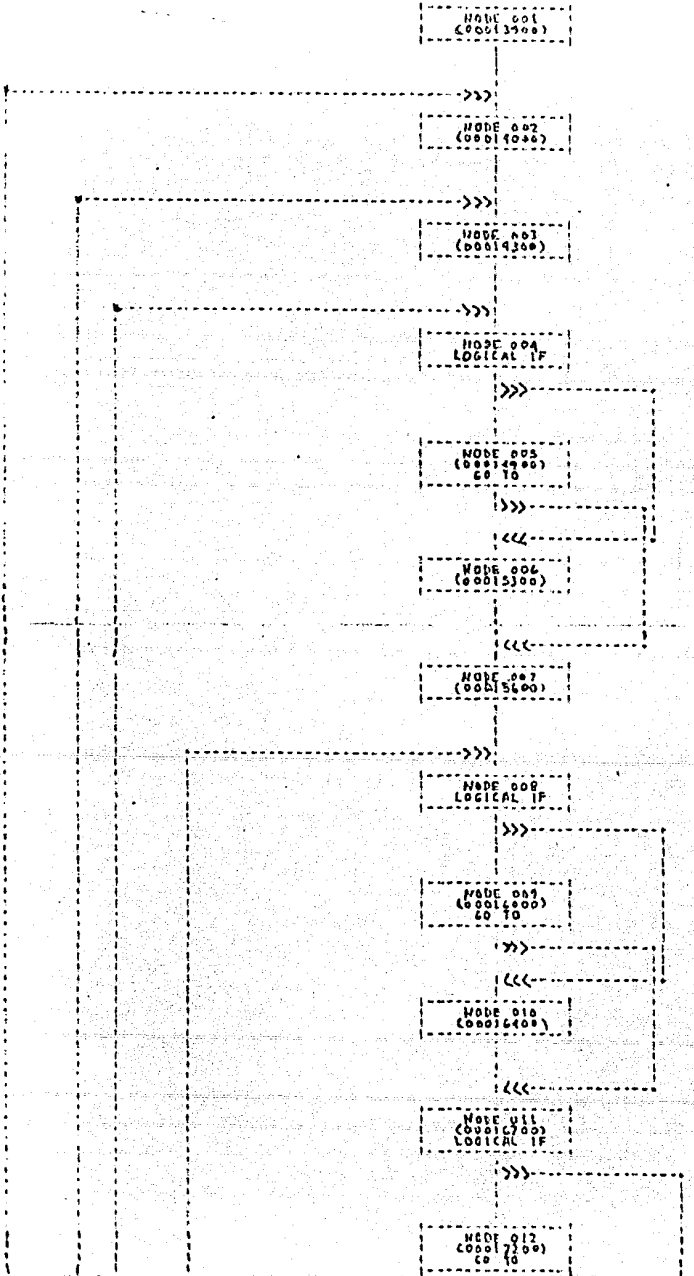 NODE 001
(00013900)
>>>
NODE 002
(00014000)
>>>
NODE 003
(00014300)
>>>
NODE 004
LOGICAL IF
>>>
NODE 005
(00014900)
GO TO
>>>
<<<
NODE 006
(00015300)
<<<
NODE 007
(00015600)
>>>
NODE 008
LOGICAL IF
>>>
NODE 009
(00016000)
GO TO
>>>
<<<
NODE 010
(00016400)
<<<
NODE 011
(00016700)
LOGICAL IF
>>>
NODE 012
(00017200)
GO TO